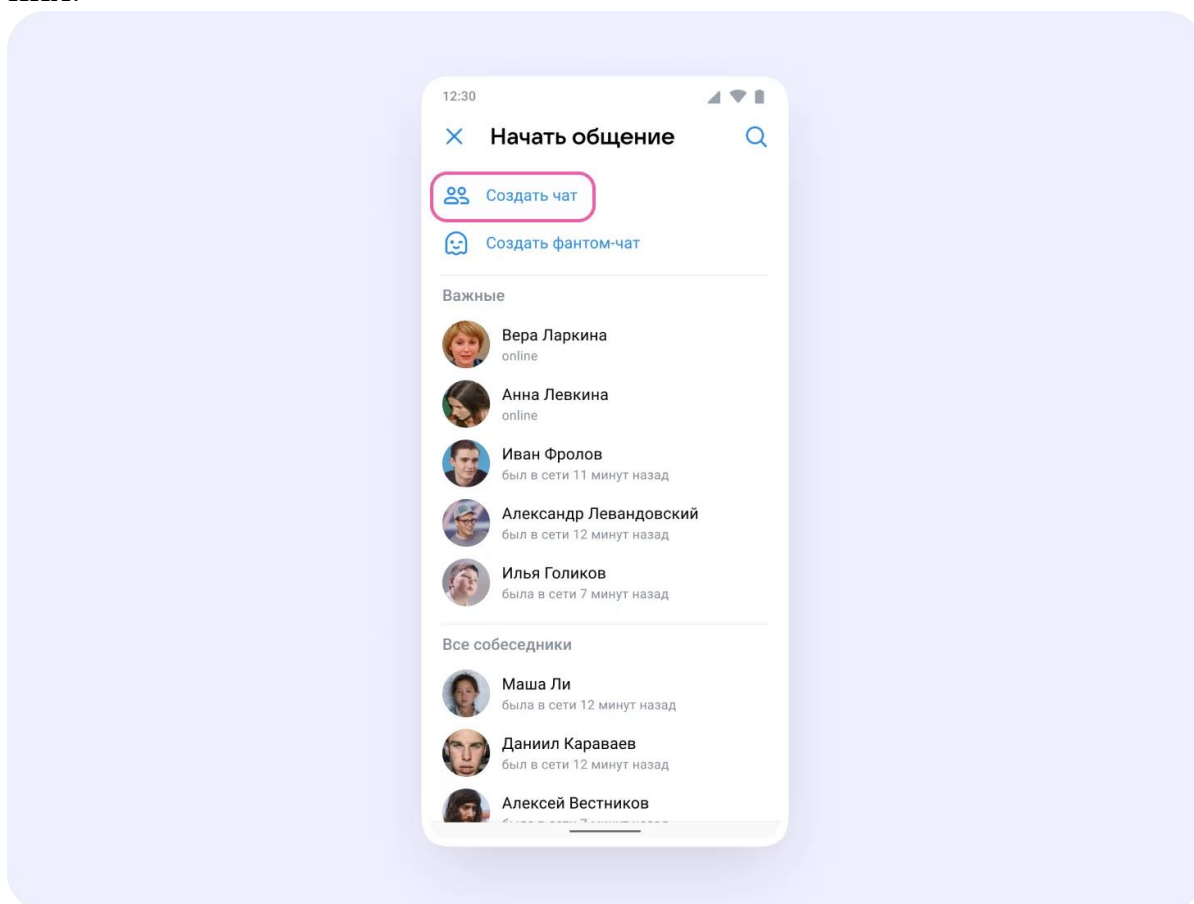 12:30
Начать общение
Создать чат
Создать фантом-чат
Важные
Вера Ларкина
online
Анна Левкина
online
Иван Фролов
был в сети 11 минут назад
Александр Левандовский
был в сети 12 минут назад
Илья Голиков
была в сети 7 минут назад
Все собеседники
Маша Ли
была в сети 12 минут назад
Даниил Караваев
был в сети 12 минут назад
Алексей Вестников